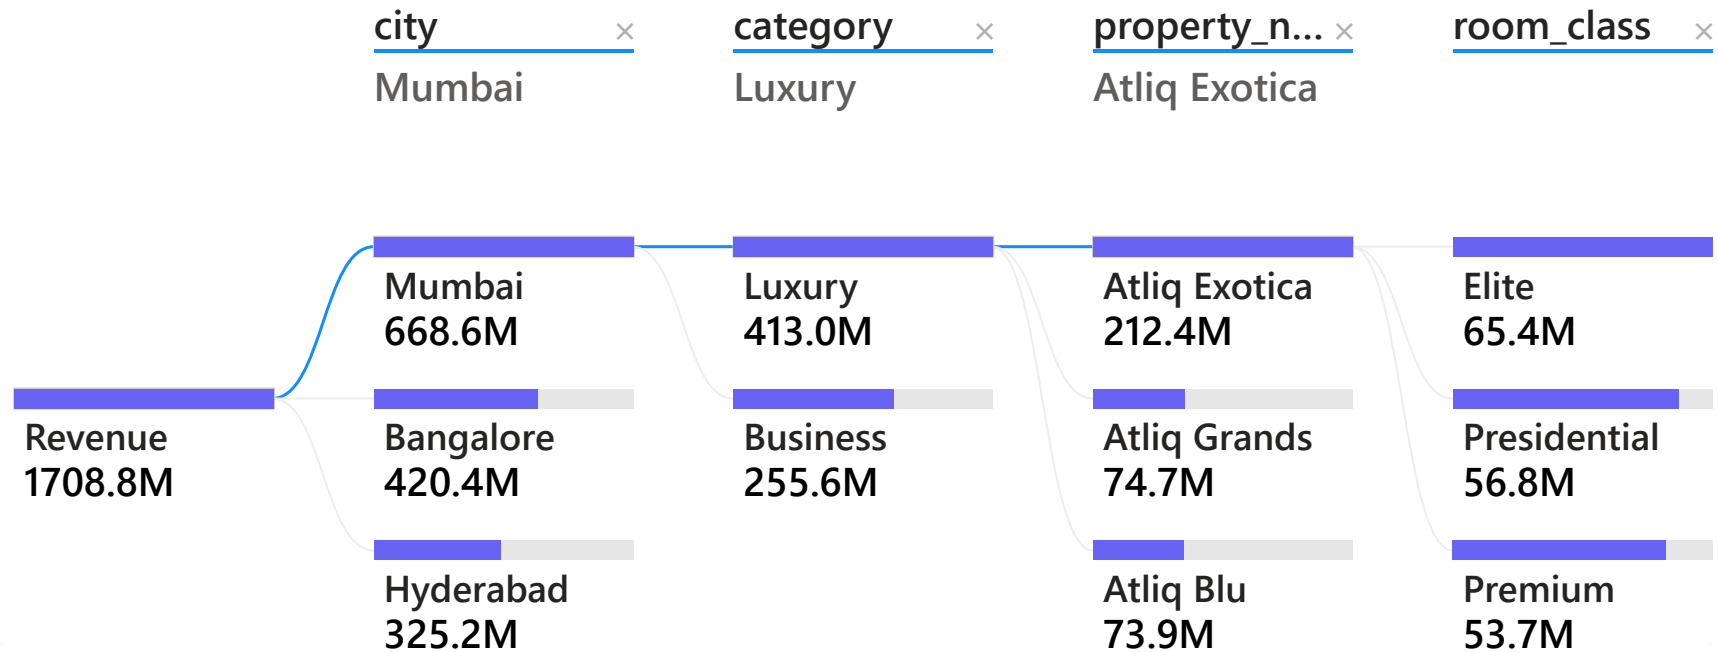 city × category × property_n... × room_class ×
Mumbai Luxury Atliq Exotica
Mumbai Luxury Atliq Exotica Elite
668.6M 413.0M 212.4M 65.4M
Revenue Bangalore Business Atliq Grands Presidential
1708.8M 420.4M 255.6M 74.7M 56.8M
Hyderabad Atliq Blu Premium
325.2M 73.9M 53.7M